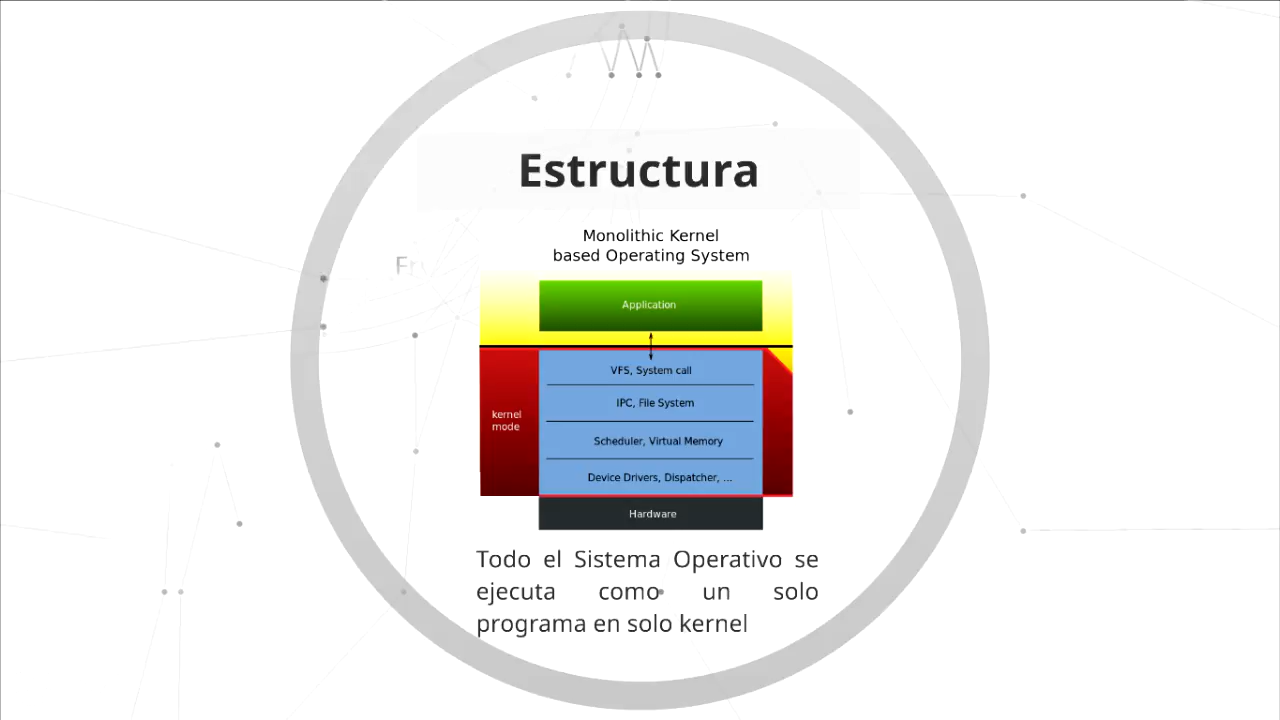 Estructura
Monolithic Kernel
based Operating System
Application
VFS, System call
IPC, File System
kernel
mode
Scheduler, Virtual Memory
Device Drivers, Dispatcher, ...
Hardware
Todo el Sistema Operativo se
ejecuta como un solo
programa en solo kernel